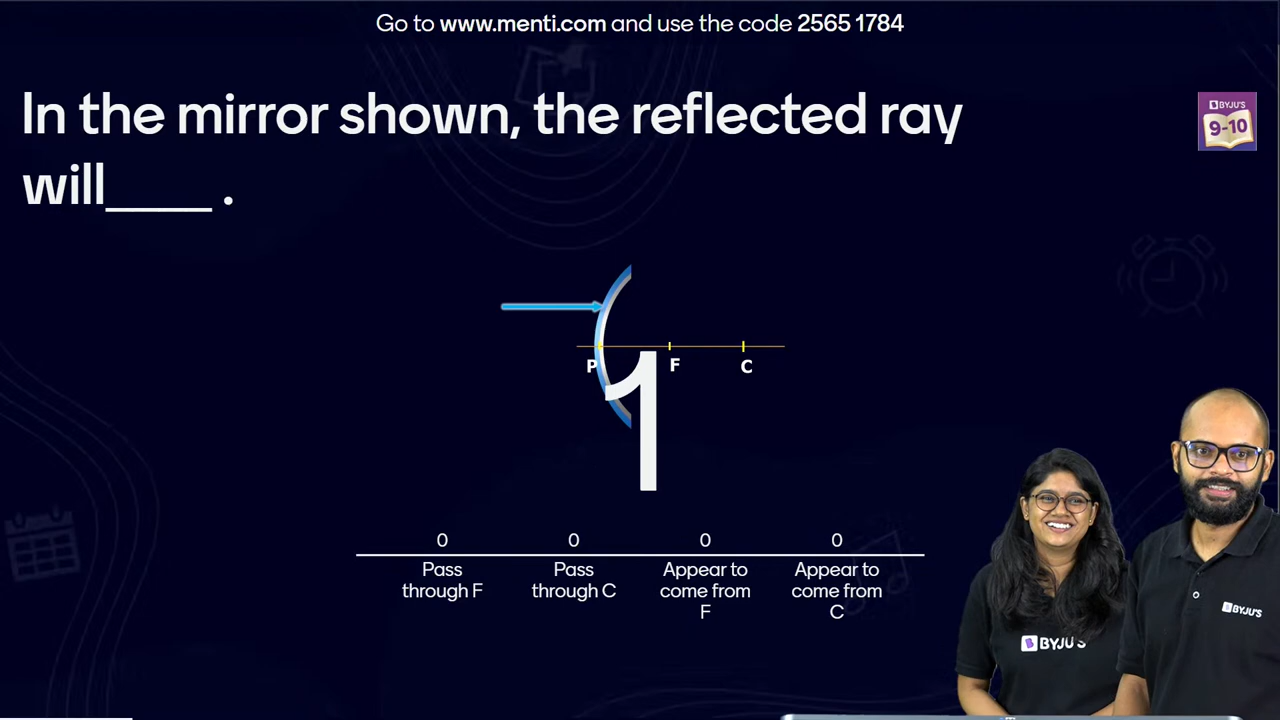 Go to www.menti.com and use the code 2565 1784
In the mirror shown, the reflected ray
will____ .
BYJU'S
9-10
P
F
C
1
0
0
0
0
Pass
through F
Pass
through C
Appear to
come from
F
Appear to
come from
C
BYJU'S
BYJU'S